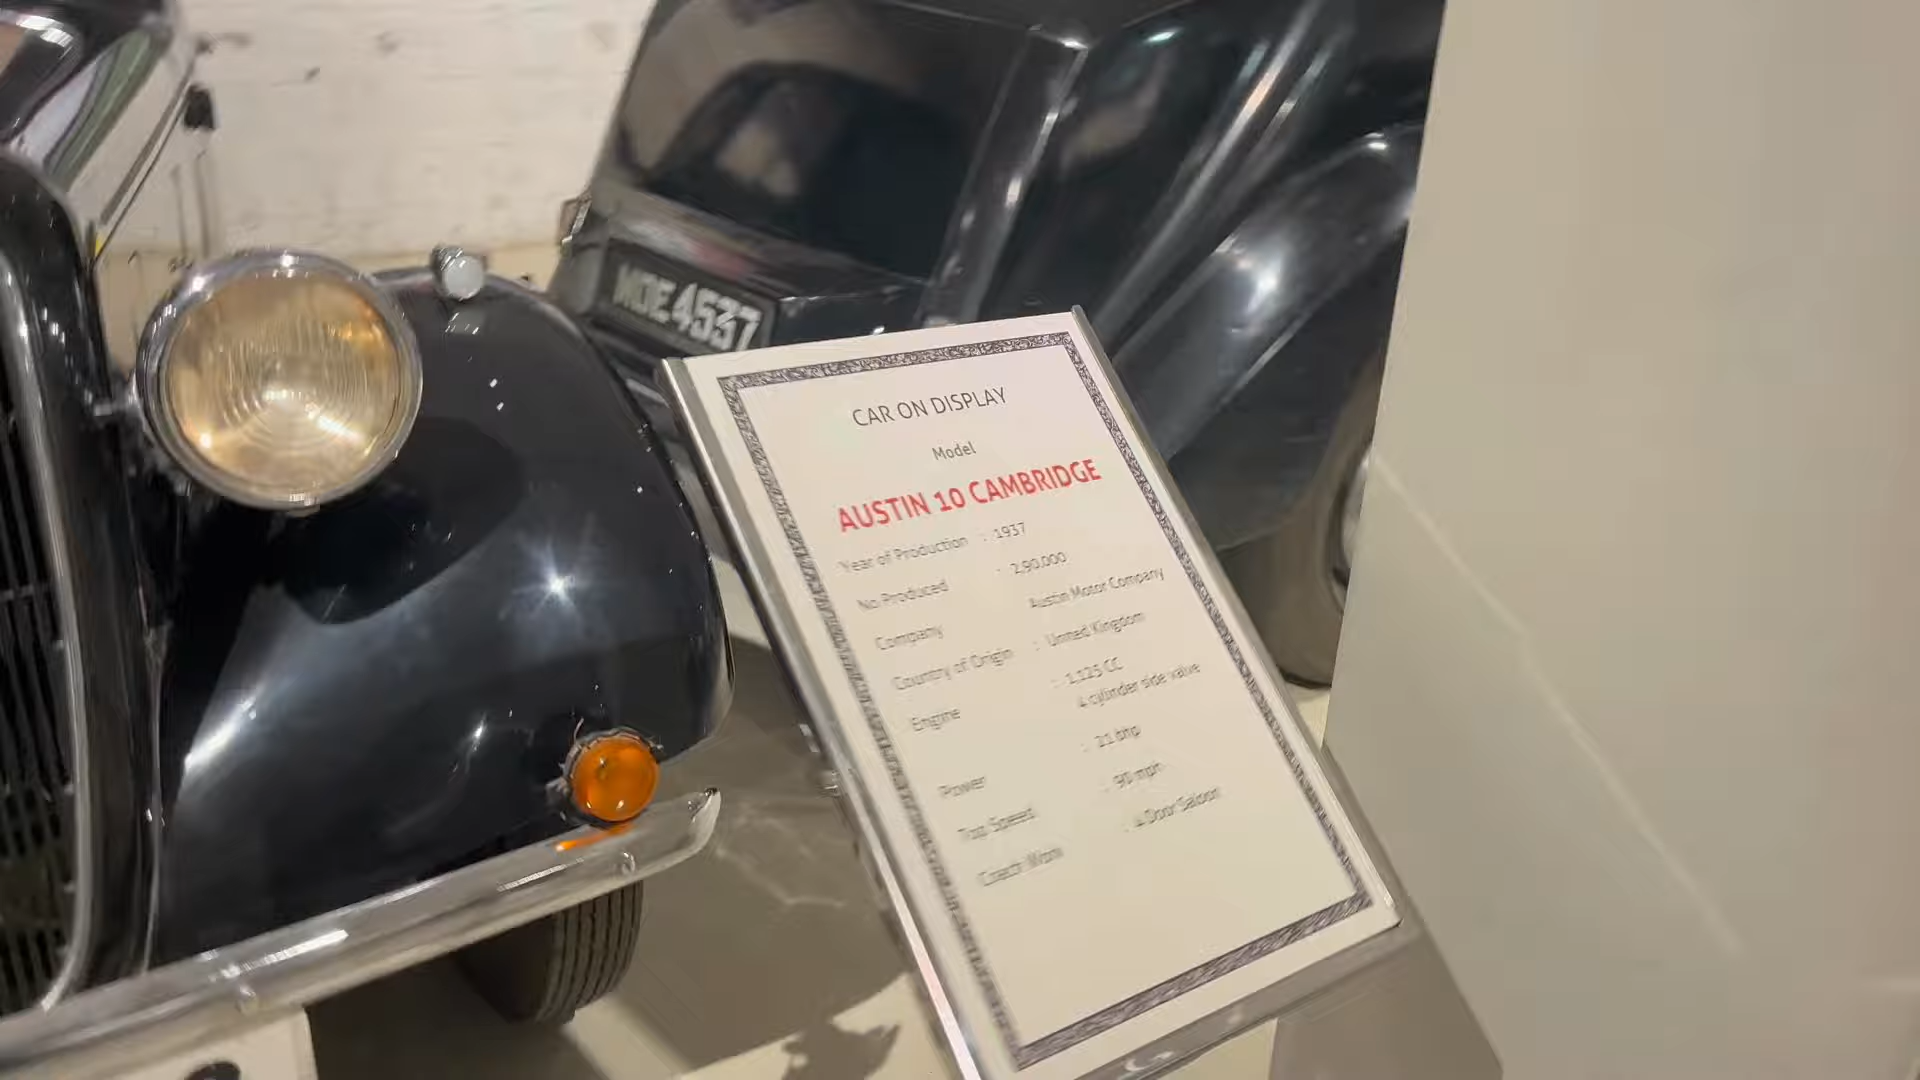 MDE4537
CAR ON DISPLAY
Model
AUSTIN 10 CAMBRIDGE
Year of Production : 1937
No Produced : 2,90,000
Company Austin Motor Company
Country of Origin : United Kingdom
Engine : 1,125 CC
4 cylinder side valve
Power : 21 bhp
Top Speed : 90 mph
Coach Work : 4 Door Saloon